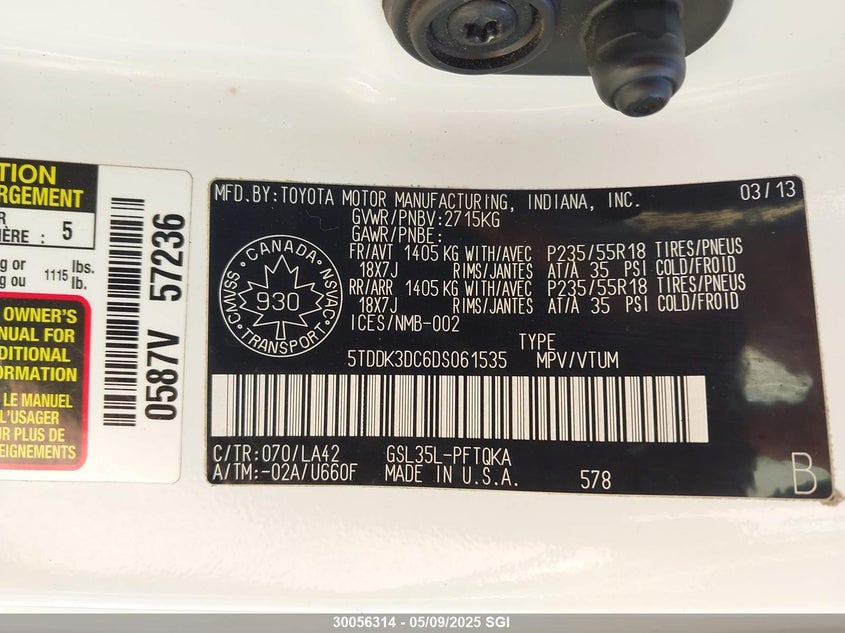 TION
RGEMENT
R
IÈRE : 5
g or
g ou 1115 lbs.
lb.
OWNER'S
ANUAL FOR
DITIONAL
ORMATION
LE MANUEL
L'USAGER
UR PLUS DE
EIGNEMENTS
0587V 57236
MFD.BY:TOYOTA MOTOR MANUFACTURING, INDIANA, INC. 03/13
GVWR/PNBV:2715KG
GAWR/PNBE:
FR/AVT 1405 KG WITH/AVEC P235/55R18 TIRES/PNEUS
18X7J RIMS/JANTES AT/A 35 PSI COLD/FROID
RR/ARR 1405 KG WITH/AVEC P235/55R18 TIRES/PNEUS
18X7J RIMS/JANTES AT/A 35 PSI COLD/FROID
ICES/NMB-002
CANADA
CMVSS 930 NSVAC
TRANSPORT
TYPE
5TDDK3DC6DS061535 MPV/VTUM
C/TR:070/LA42 GSL35L-PFTQKA
A/TM:-02A/U660F MADE IN U.S.A. 578
B
30056314 - 05/09/2025 SGI